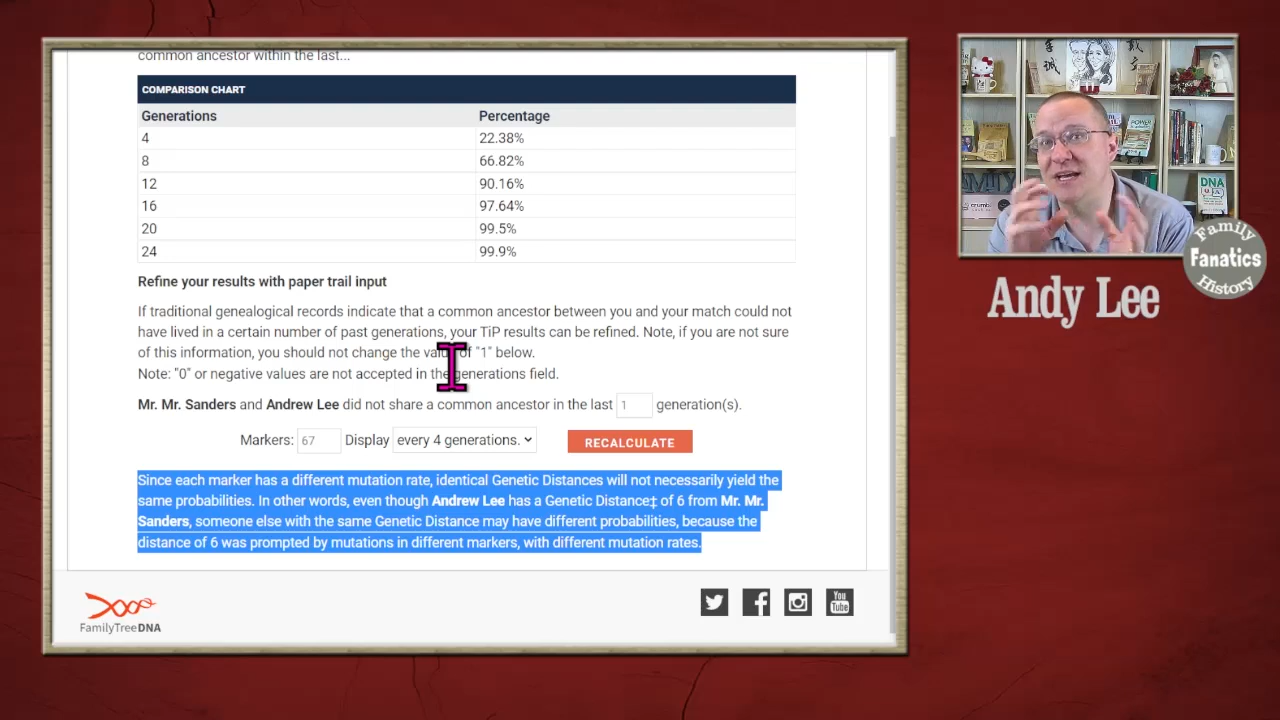 common ancestor within the last...
COMPARISON CHART
Generations Percentage
4 22.38%
8 66.82%
12 90.16%
16 97.64%
20 99.5%
24 99.9%
Refine your results with paper trail input
If traditional genealogical records indicate that a common ancestor between you and your match could not
have lived in a certain number of past generations, your TiP results can be refined. Note, if you are not sure
of this information, you should not change the value of "1" below.
Note: "0" or negative values are not accepted in the generations field.
Mr. Mr. Sanders and Andrew Lee did not share a common ancestor in the last 1 generation(s).
Markers: 67 Display every 4 generations. RECALCULATE
Since each marker has a different mutation rate, identical Genetic Distances will not necessarily yield the
same probabilities. In other words, even though Andrew Lee has a Genetic Distance‡ of 6 from Mr. Mr.
Sanders, someone else with the same Genetic Distance may have different probabilities, because the
distance of 6 was prompted by mutations in different markers, with different mutation rates.
FamilyTreeDNA
You
Tube
李
誠
戴
POWER
DNA
Family
Fanatics
History
Andy Lee